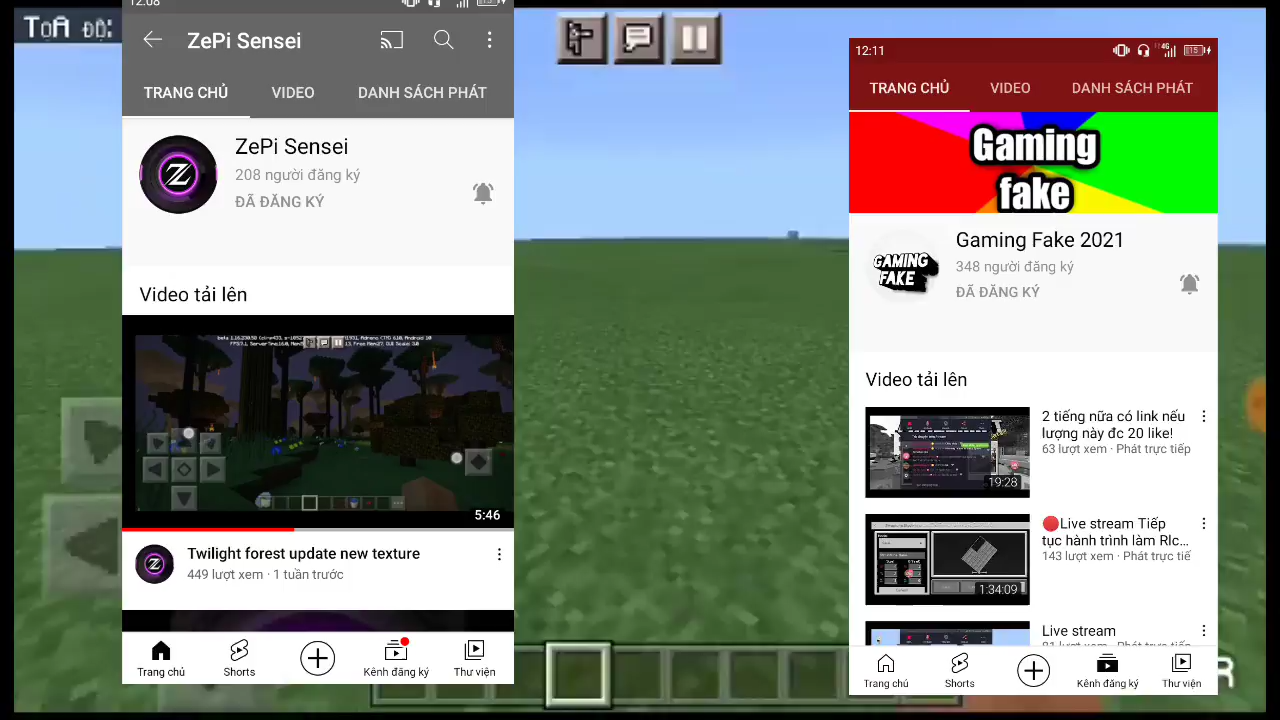 TỌA ĐỘ:
12:08
ZePi Sensei
TRANG CHỦ
VIDEO
DANH SÁCH PHÁT
ZePi Sensei
208 người đăng ký
ĐÃ ĐĂNG KÝ
Video tải lên
5:46
Twilight forest update new texture
449 lượt xem · 1 tuần trước
Trang chủ
Shorts
Kênh đăng ký
Thư viện
12:11
4G
15
TRANG CHỦ
VIDEO
DANH SÁCH PHÁT
Gaming
fake
GAMING
FAKE
Gaming Fake 2021
348 người đăng ký
ĐÃ ĐĂNG KÝ
Video tải lên
2 tiếng nữa có link nếu
lượng này đc 20 like!
63 lượt xem · Phát trực tiếp
19:28
🔴Live stream Tiếp
tục hành trình làm Rlc...
143 lượt xem · Phát trực tiế
1:34:09
Live stream
Trang chủ
Shorts
Kênh đăng ký
Thư viện